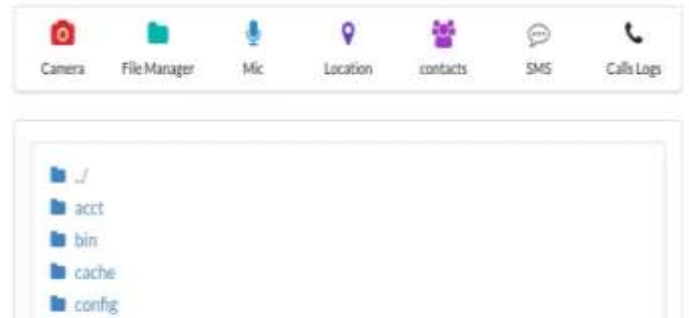 Camera File Manager Mic Location contacts SMS Calls Logs
../
acct
bin
cache
config